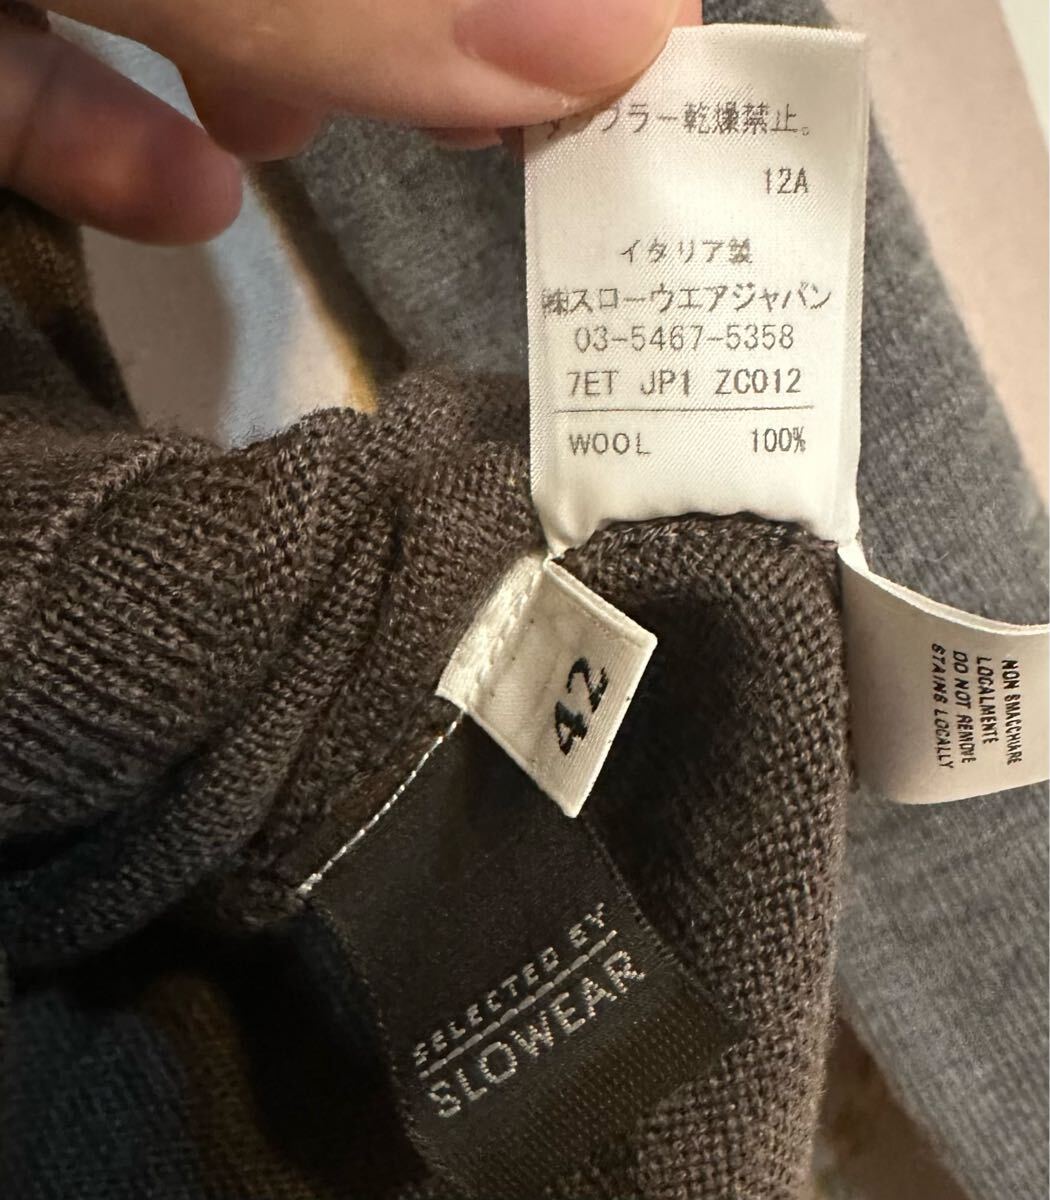 ブラー乾燥禁止。
12A
イタリア製
㈱スローウエアジャパン
03-5467-5358
7ET JP1 ZC012
WOOL 100%
42
SELECTED BY
SLOWEAR
NON SMACCHIARE
LOCALMENTE
DO NOT REMOVE
STAINS LOCALLY